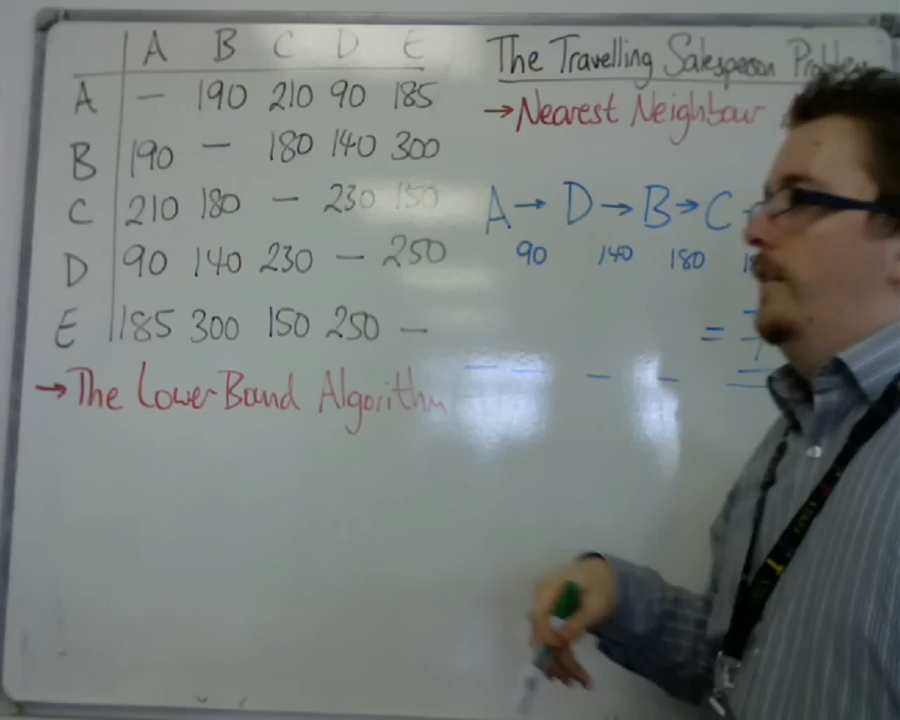 A B C D E
A — 190 210 90 185
B 190 — 180 140 300
C 210 180 — 230 150
D 90 140 230 — 250
E 185 300 150 250 —
→ The Lower Bound Algorithm
The Travelling Salesperson Problem
→ Nearest Neighbour
A → D → B → C
90 140 180
=